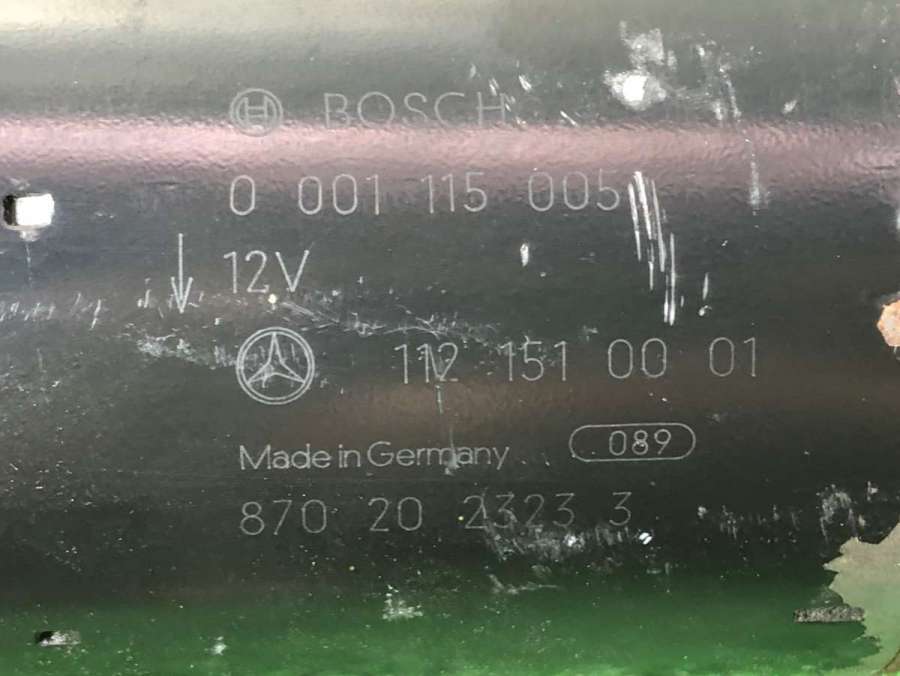 BOSCH
0 001 115 005
12V
112 151 00 01
Made in Germany 089
870 20 2323 3